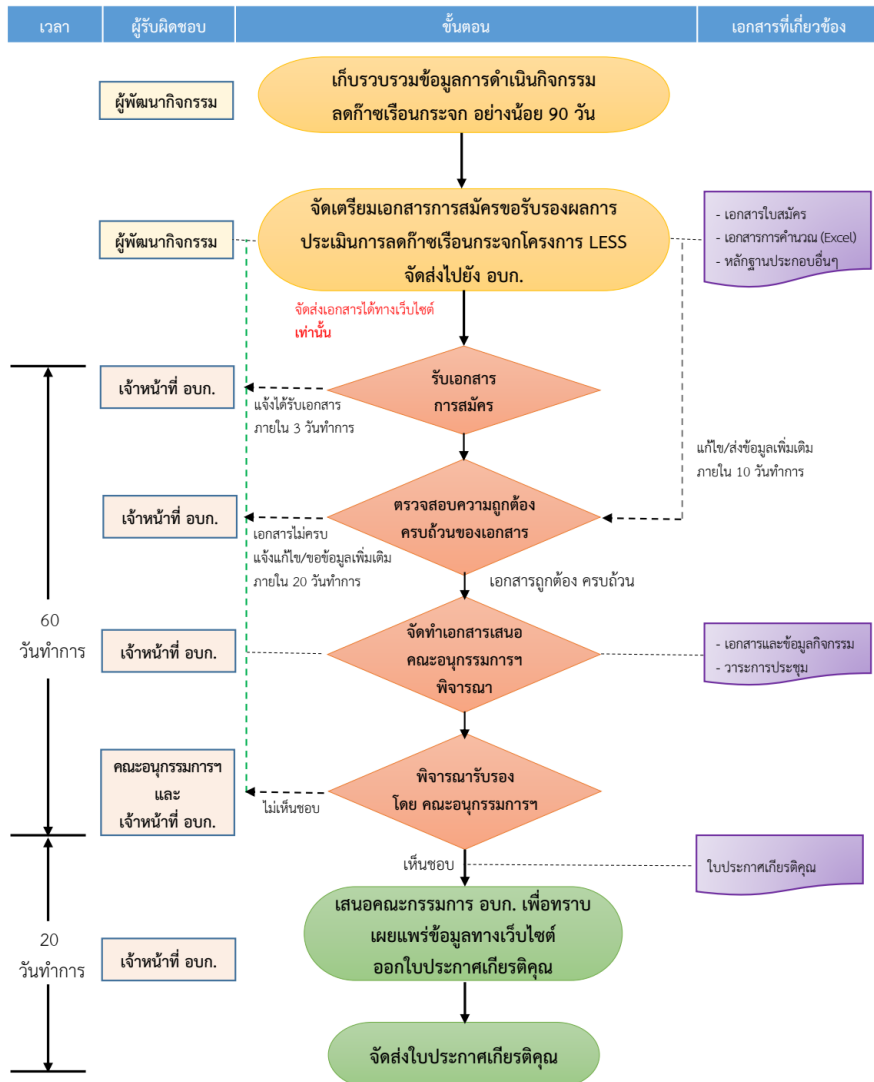 เวลา
ผู้รับผิดชอบ
ขั้นตอน
เอกสารที่เกี่ยวข้อง
ผู้พัฒนากิจกรรม
เก็บรวบรวมข้อมูลการดำเนินกิจกรรม
ลดก๊าซเรือนกระจก อย่างน้อย 90 วัน
ผู้พัฒนากิจกรรม
จัดเตรียมเอกสารการสมัครขอรับรองผลการ
ประเมินการลดก๊าซเรือนกระจกโครงการ LESS
จัดส่งไปยัง อบก.
- เอกสารใบสมัคร
- เอกสารการคำนวณ (Excel)
- หลักฐานประกอบอื่นๆ
จัดส่งเอกสารได้ทางเว็บไซต์
เท่านั้น
เจ้าหน้าที่ อบก.
รับเอกสาร
การสมัคร
แจ้งได้รับเอกสาร
ภายใน 3 วันทำการ
แก้ไข/ส่งข้อมูลเพิ่มเติม
ภายใน 10 วันทำการ
เจ้าหน้าที่ อบก.
ตรวจสอบความถูกต้อง
ครบถ้วนของเอกสาร
เอกสารไม่ครบ
แจ้งแก้ไข/ขอข้อมูลเพิ่มเติม
ภายใน 20 วันทำการ
เอกสารถูกต้อง ครบถ้วน
60
วันทำการ
เจ้าหน้าที่ อบก.
จัดทำเอกสารเสนอ
คณะอนุกรรมการฯ
พิจารณา
- เอกสารและข้อมูลกิจกรรม
- วาระการประชุม
คณะอนุกรรมการฯ
และ
เจ้าหน้าที่ อบก.
พิจารณารับรอง
โดย คณะอนุกรรมการฯ
ไม่เห็นชอบ
เห็นชอบ
ใบประกาศเกียรติคุณ
20
วันทำการ
เจ้าหน้าที่ อบก.
เสนอคณะกรรมการ อบก. เพื่อทราบ
เผยแพร่ข้อมูลทางเว็บไซต์
ออกใบประกาศเกียรติคุณ
จัดส่งใบประกาศเกียรติคุณ